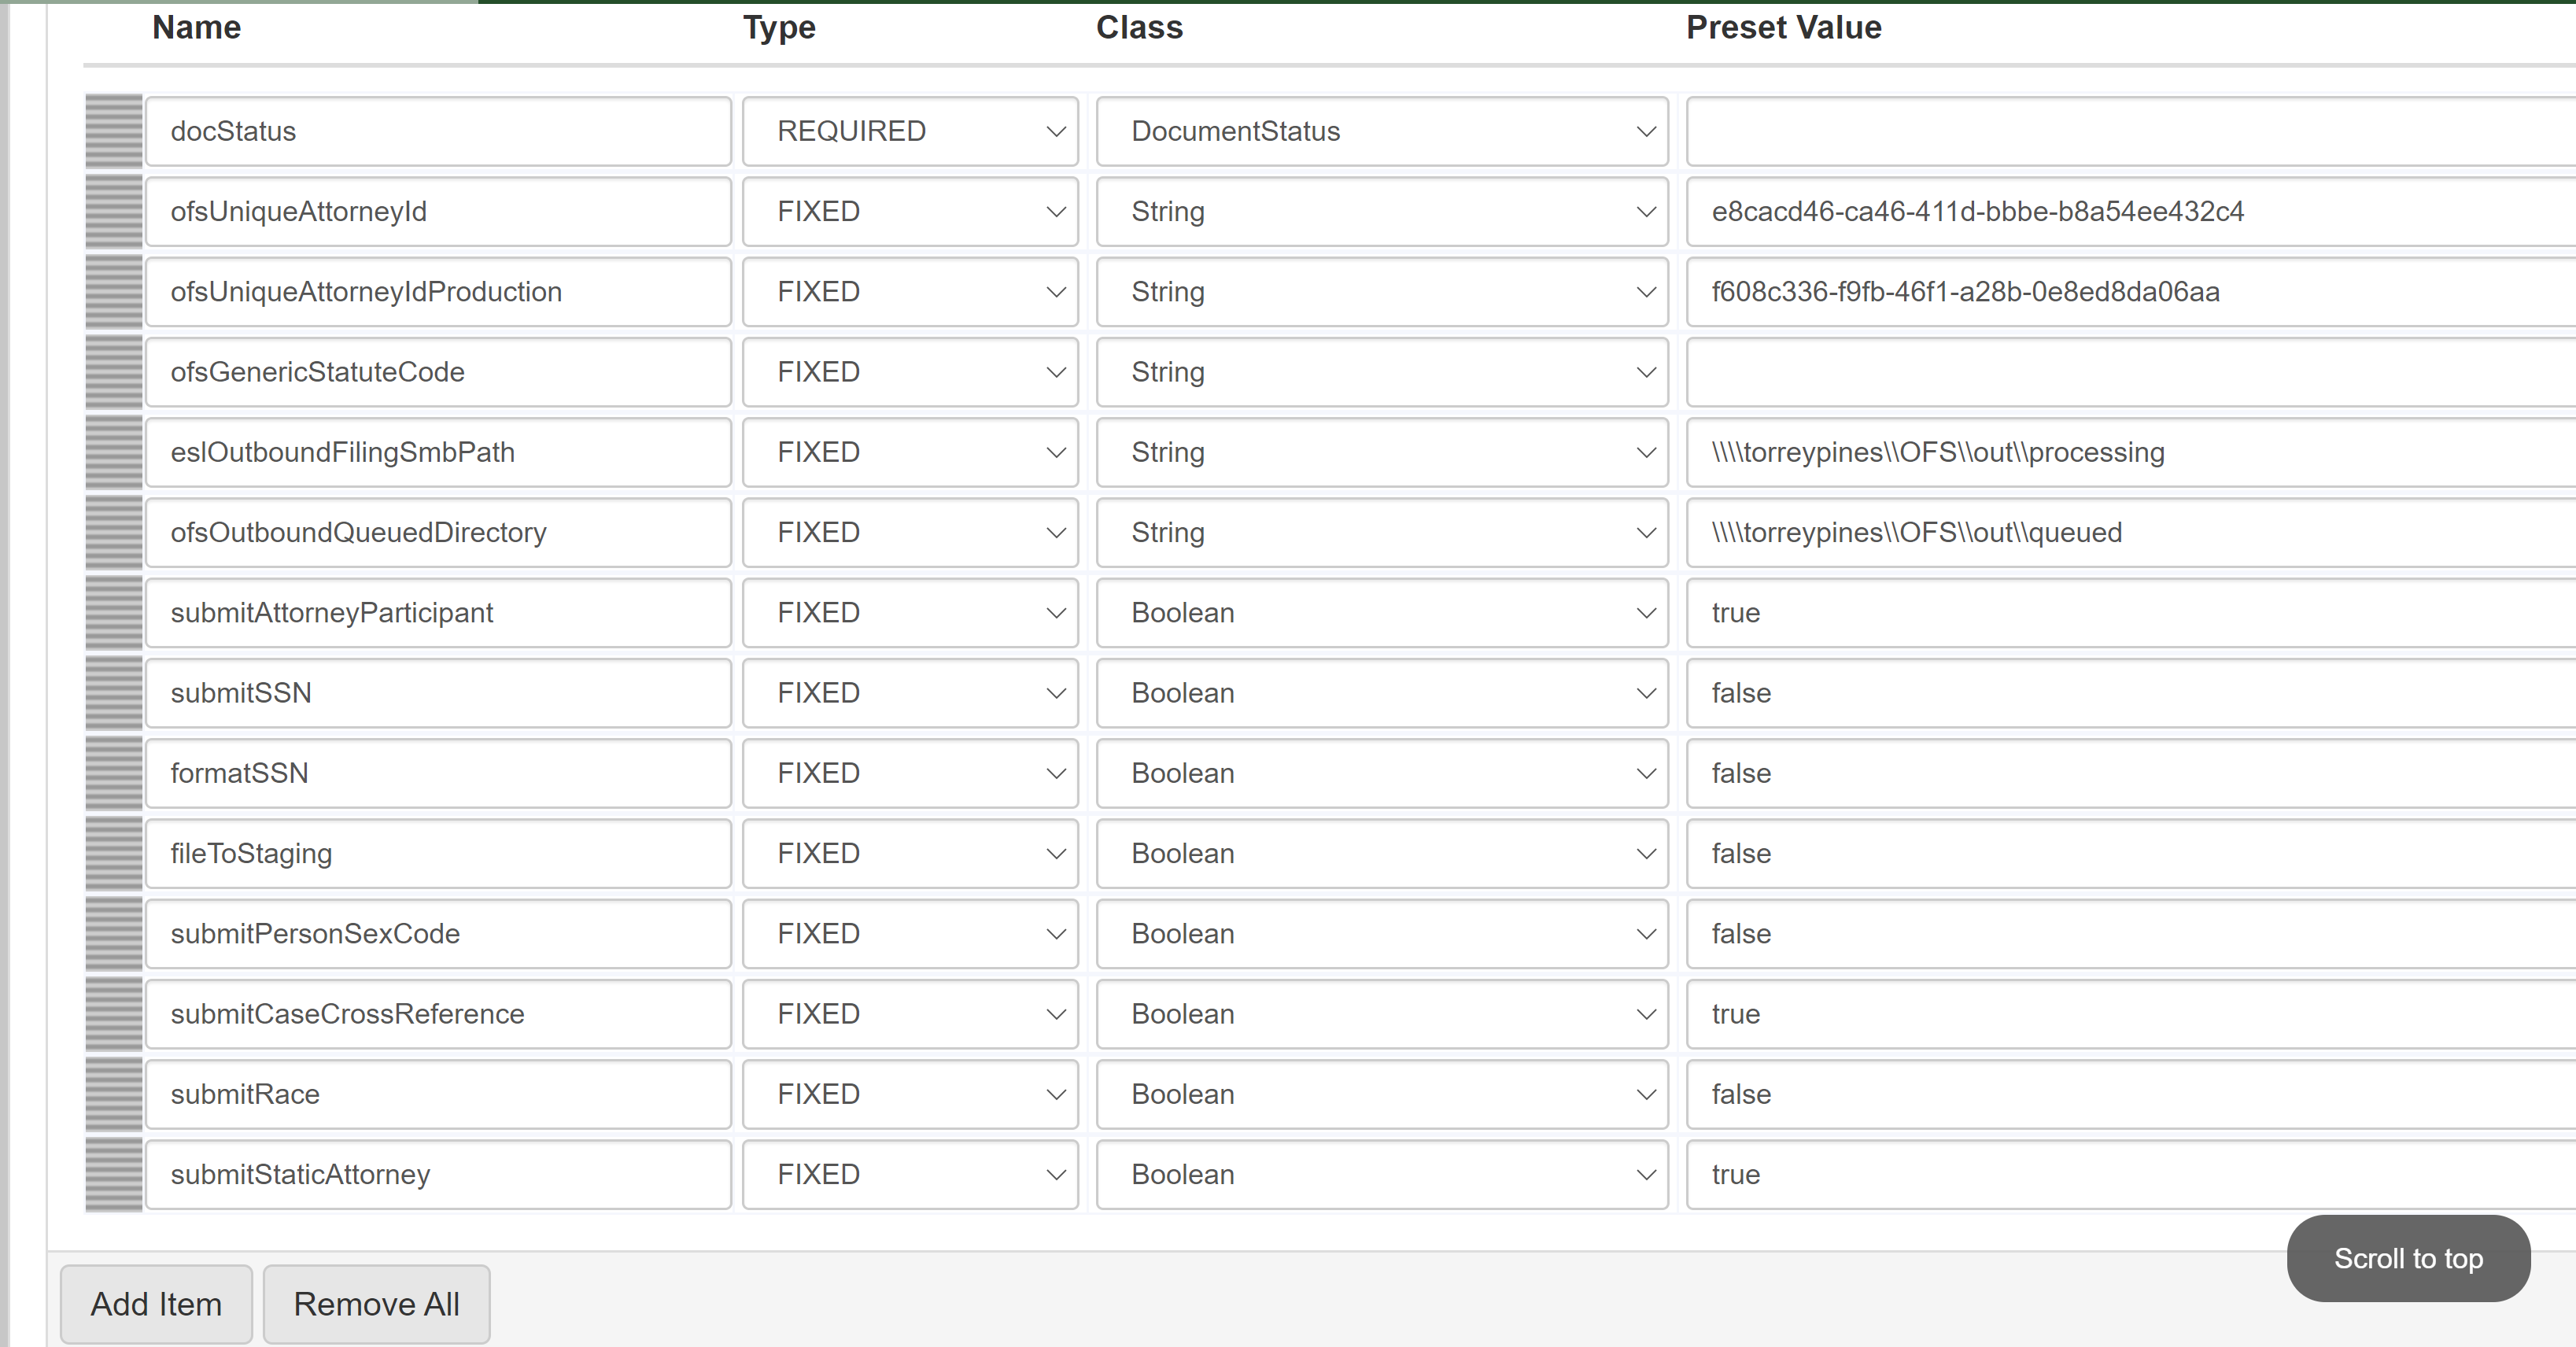 Name Type Class Preset Value
docStatus REQUIRED DocumentStatus
ofsUniqueAttorneyId FIXED String e8cacd46-ca46-411d-bbbe-b8a54ee432c4
ofsUniqueAttorneyIdProduction FIXED String f608c336-f9fb-46f1-a28b-0e8ed8da06aa
ofsGenericStatuteCode FIXED String
eslOutboundFilingSmbPath FIXED String \\\\torreypines\\OFS\\out\\processing
ofsOutboundQueuedDirectory FIXED String \\\\torreypines\\OFS\\out\\queued
submitAttorneyParticipant FIXED Boolean true
submitSSN FIXED Boolean false
formatSSN FIXED Boolean false
fileToStaging FIXED Boolean false
submitPersonSexCode FIXED Boolean false
submitCaseCrossReference FIXED Boolean true
submitRace FIXED Boolean false
submitStaticAttorney FIXED Boolean true
Scroll to top
Add Item Remove All